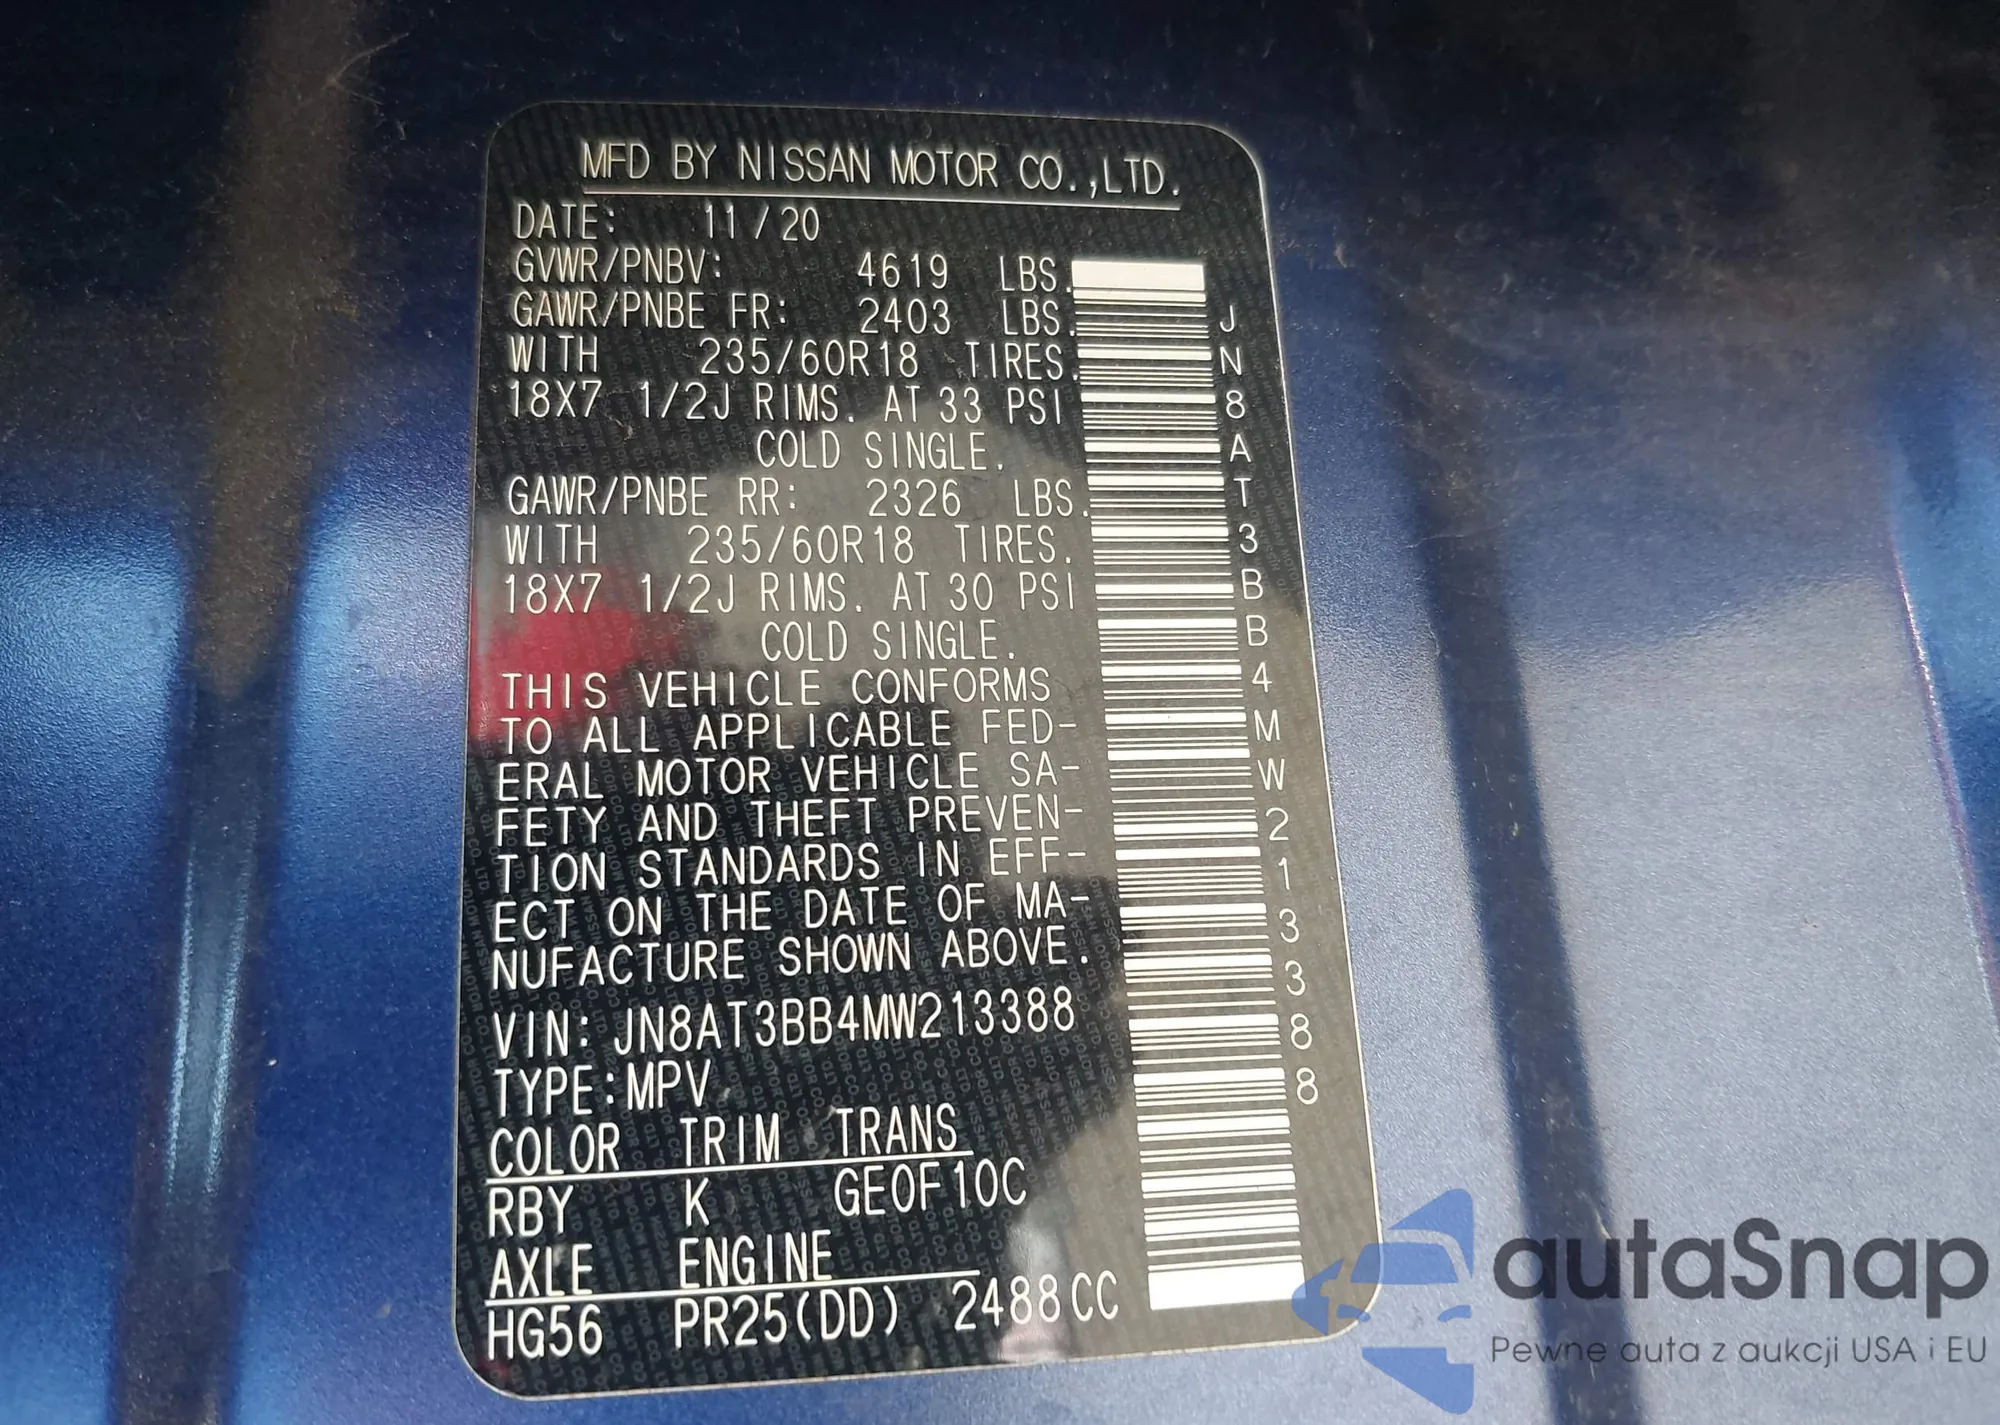 MFD BY NISSAN MOTOR CO.,LTD.
DATE: 11/20
GVWR/PNBV: 4619 LBS.
GAWR/PNBE FR: 2403 LBS.
WITH 235/60R18 TIRES.
18X7 1/2J RIMS. AT 33 PSI
COLD SINGLE.
GAWR/PNBE RR: 2326 LBS.
WITH 235/60R18 TIRES.
18X7 1/2J RIMS. AT 30 PSI
COLD SINGLE.
THIS VEHICLE CONFORMS
TO ALL APPLICABLE FED-
ERAL MOTOR VEHICLE SA-
FETY AND THEFT PREVEN-
TION STANDARDS IN EFF-
ECT ON THE DATE OF MA-
NUFACTURE SHOWN ABOVE.
VIN: JN8AT3BB4MW213388
TYPE:MPV
COLOR TRIM TRANS
RBY K GE0F10C
AXLE ENGINE
HG56 PR25(DD) 2488CC
JN8AT3BB4MW213388
autaSnap
Pewne auta z aukcji USA i EU